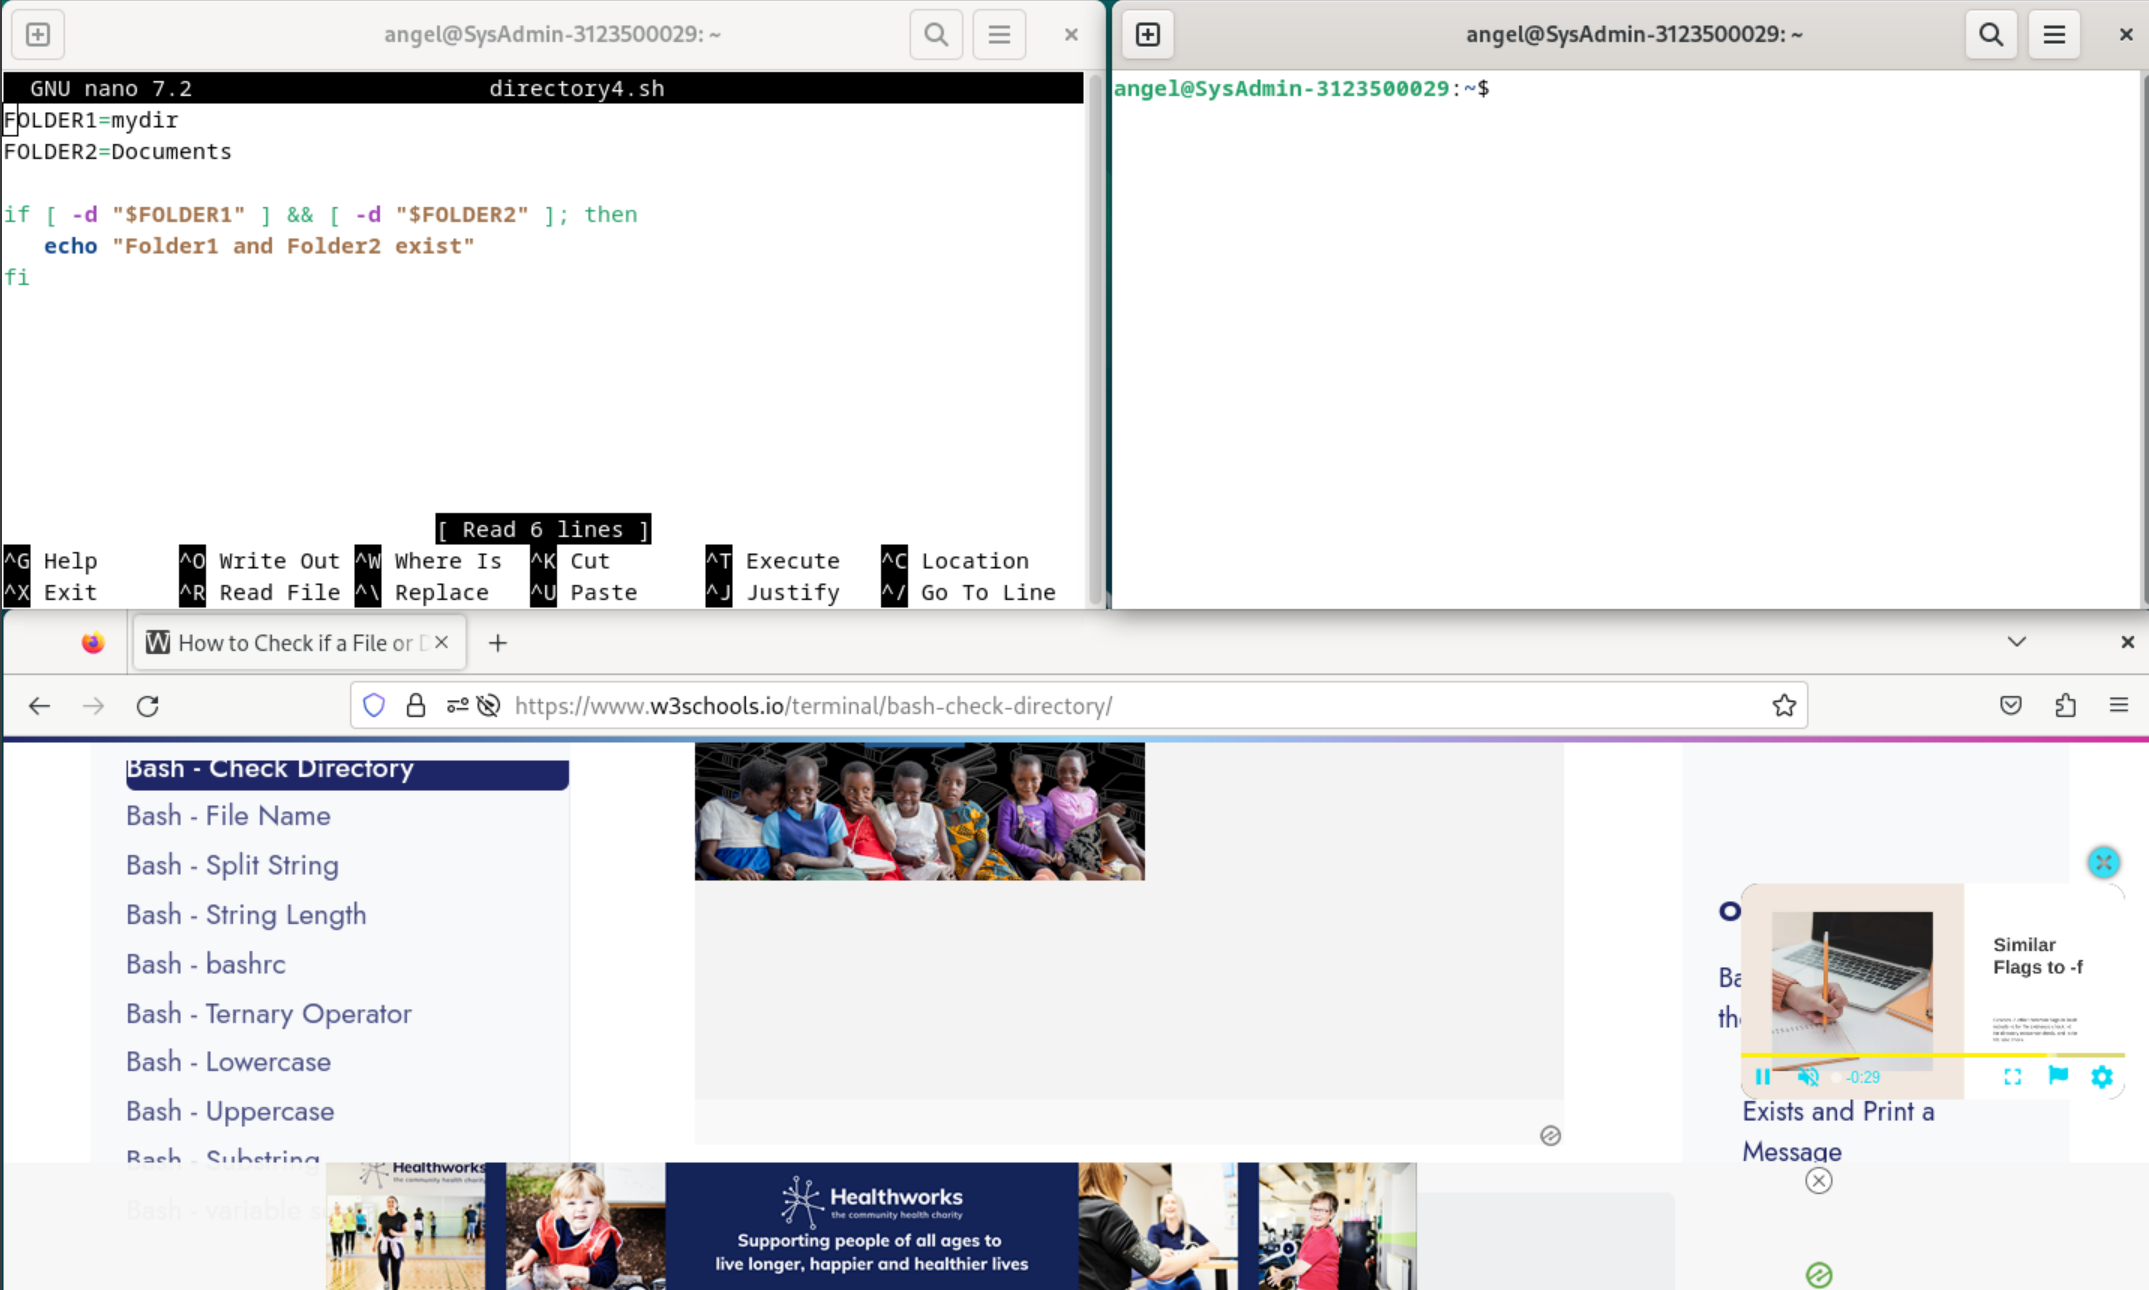 angel@SysAdmin-3123500029: ~
GNU nano 7.2 directory4.sh
FOLDER1=mydir
FOLDER2=Documents
if [ -d "$FOLDER1" ] && [ -d "$FOLDER2" ]; then
echo "Folder1 and Folder2 exist"
fi
[ Read 6 lines ]
^G Help ^O Write Out ^W Where Is ^K Cut ^T Execute ^C Location
^X Exit ^R Read File ^\ Replace ^U Paste ^J Justify ^/ Go To Line
angel@SysAdmin-3123500029: ~
angel@SysAdmin-3123500029:~$
How to Check if a File or D
https://www.w3schools.io/terminal/bash-check-directory/
Bash - Check Directory
Bash - File Name
Bash - Split String
Bash - String Length
Bash - bashrc
Bash - Ternary Operator
Bash - Lowercase
Bash - Uppercase
Bash - Substring
Bash - variable s
Similar
Flags to -f
-0:29
Ba
the
Exists and Print a
Message
Healthworks
the community health charity
Healthworks
the community health charity
Supporting people of all ages to
live longer, happier and healthier lives